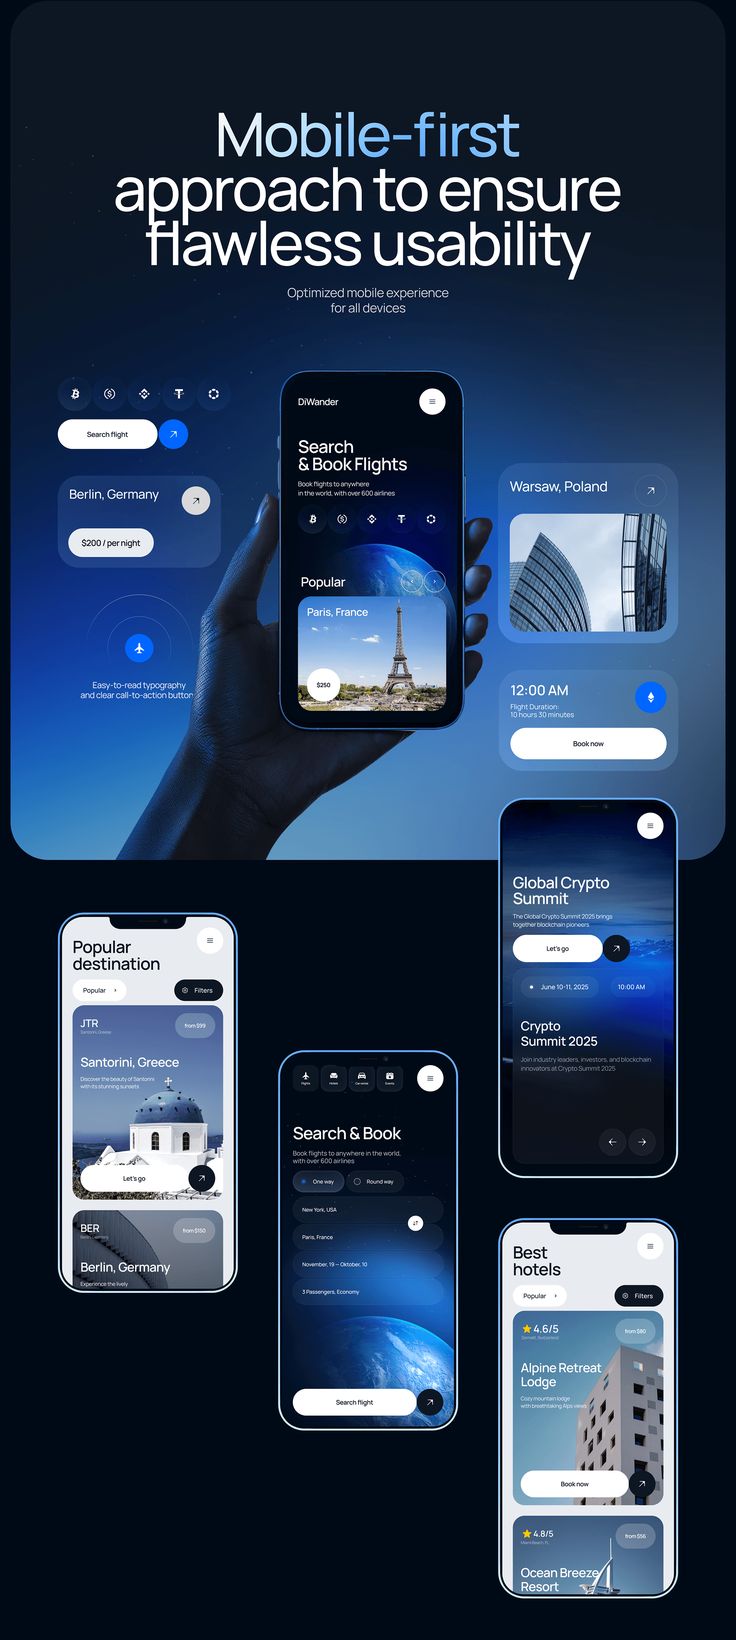 Mobile-first
approach to ensure
flawless usability
Optimized mobile experience
for all devices
Search flight
Berlin, Germany
$200 / per night
Easy-to-read typography
and clear call-to-action button
DiWander
Search
& Book Flights
Book flights to anywhere
in the world, with over 600 airlines
Popular
Paris, France
$250
Warsaw, Poland
12:00 AM
Flight Duration:
10 hours 30 minutes
Book now
Global Crypto
Summit
The Global Crypto Summit 2025 brings
together blockchain pioneers
Let's go
June 10-11, 2025
10:00 AM
Crypto
Summit 2025
Join industry leaders, investors, and blockchain
innovators at Crypto Summit 2025
Popular
destination
Popular
Filters
JTR
Santorini, Greece
from $99
Santorini, Greece
Discover the beauty of Santorini
with its stunning sunsets
Let's go
BER
Berlin, Germany
from $150
Berlin, Germany
Experience the lively
Flights
Hotels
Car rental
Events
Search & Book
Book flights to anywhere in the world,
with over 600 airlines
One way
Round way
New York, USA
Paris, France
November, 19 — Oktober, 10
3 Passengers, Economy
Search flight
Best
hotels
Popular
Filters
4.6/5
from $80
Alpine Retreat
Lodge
Cozy mountain lodge
with breathtaking Alps views
Book now
4.8/5
Miami Beach, FL
from $56
Ocean Breeze
Resort